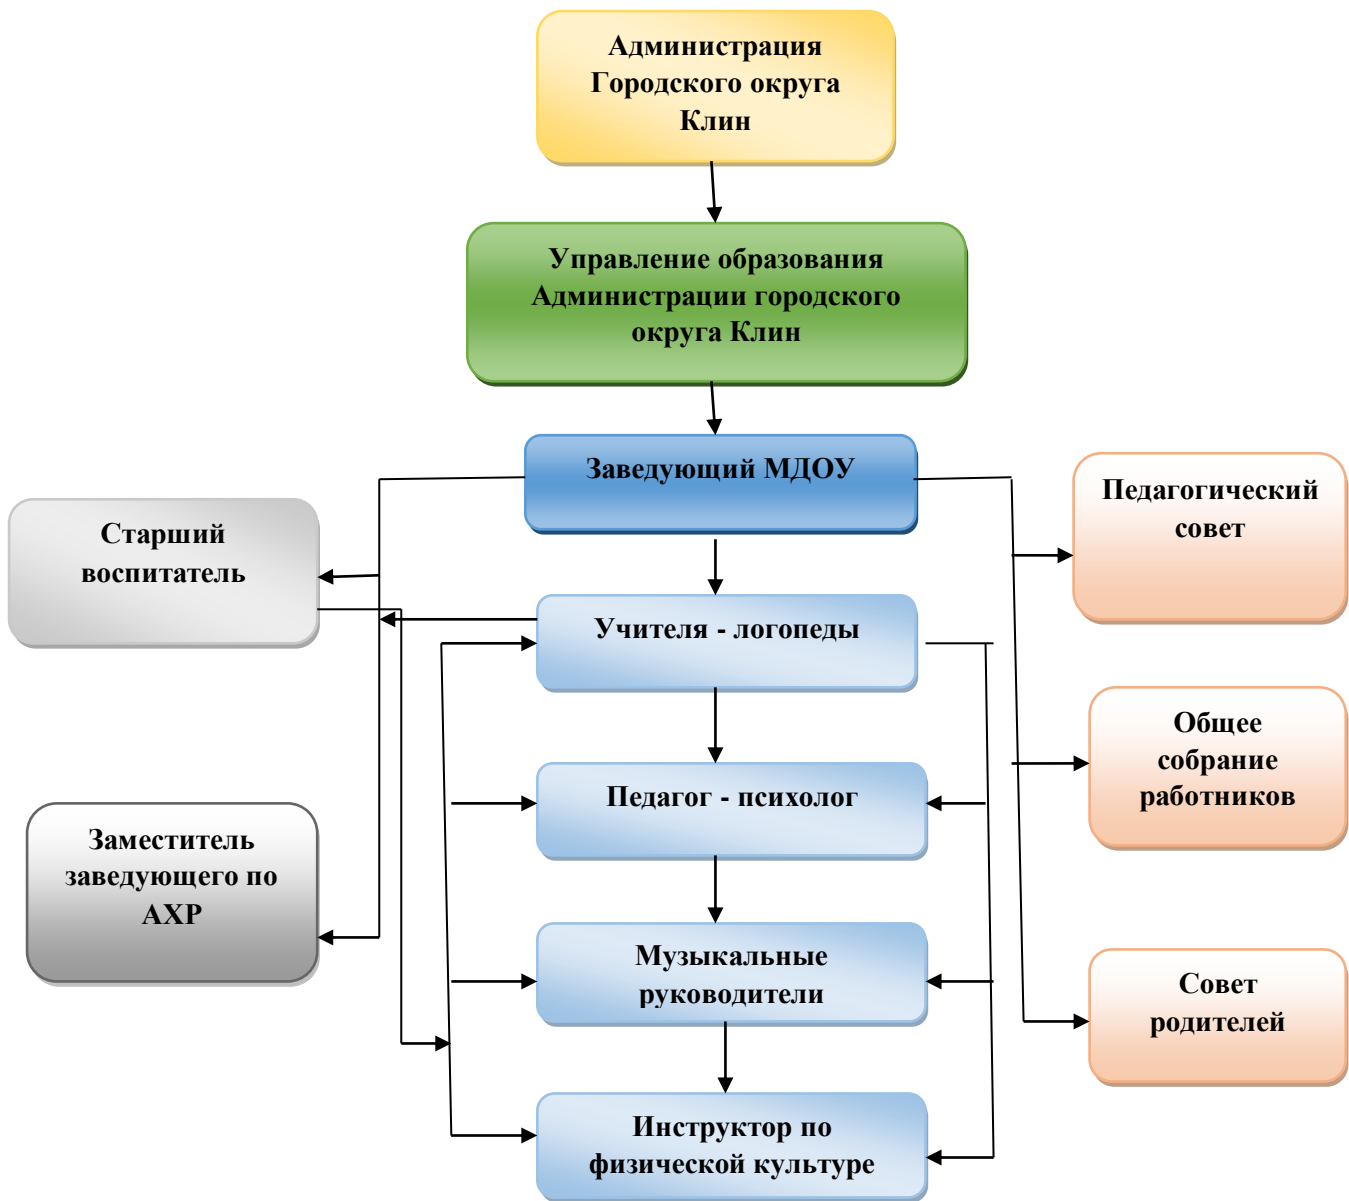 Администрация
Городского округа
Клин
Управление образования
Администрации городского
округа Клин
Заведующий МДОУ
Педагогический
совет
Старший
воспитатель
Учителя - логопеды
Общее
собрание
работников
Педагог - психолог
Заместитель
заведующего по
АХР
Музыкальные
руководители
Совет
родителей
Инструктор по
физической культуре